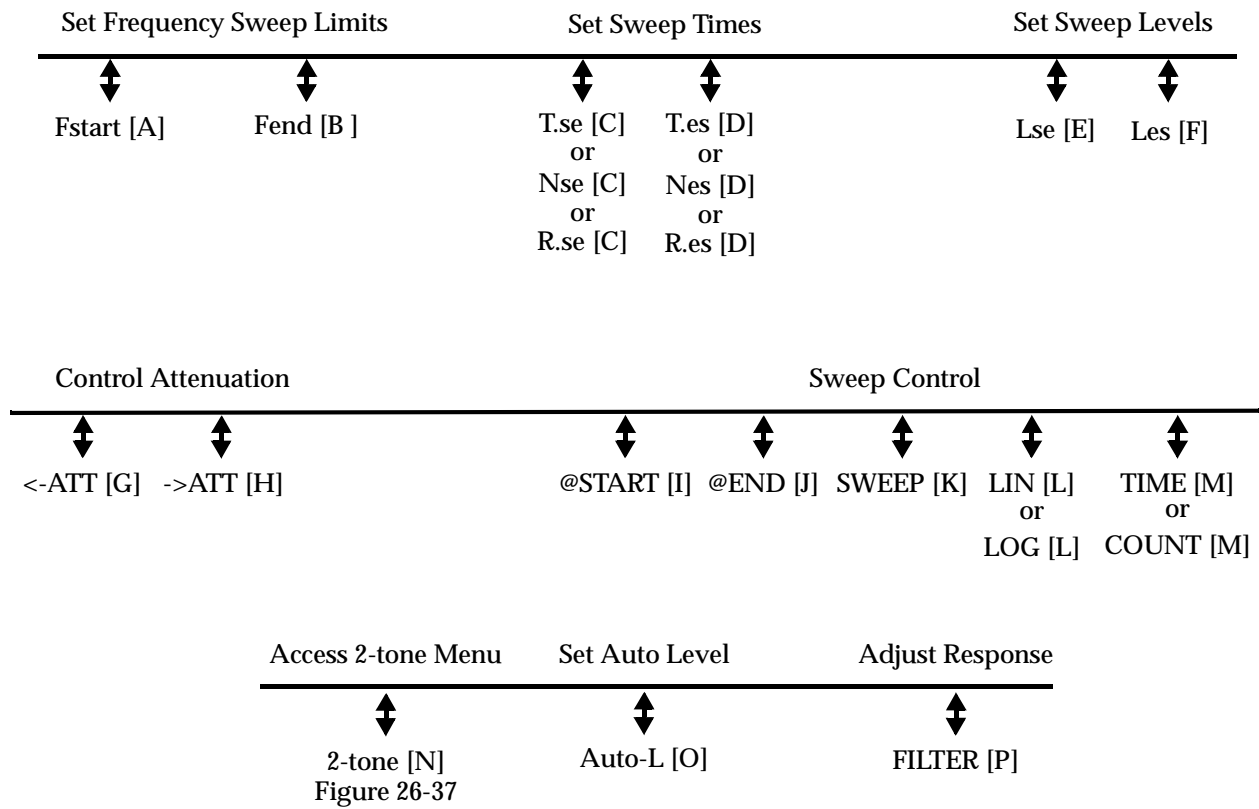 Set Frequency Sweep Limits
Set Sweep Times
Set Sweep Levels
Fstart [A]
Fend [B ]
T.se [C]
or
Nse [C]
or
R.se [C]
T.es [D]
or
Nes [D]
or
R.es [D]
Lse [E]
Les [F]
Control Attenuation
Sweep Control
<-ATT [G]
->ATT [H]
@START [I]
@END [J]
SWEEP [K]
LIN [L]
or
LOG [L]
TIME [M]
or
COUNT [M]
Access 2-tone Menu
Set Auto Level
Adjust Response
2-tone [N]
Figure 26-37
Auto-L [O]
FILTER [P]